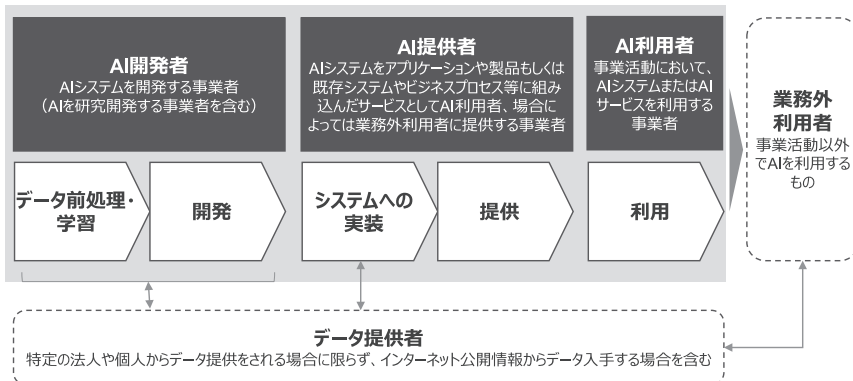 AI開発者
AIシステムを開発する事業者
（AIを研究開発する事業者を含む）
AI提供者
AIシステムをアプリケーションや製品もしくは
既存システムやビジネスプロセス等に組み
込んだサービスとしてAI利用者、場合に
よっては業務外利用者に提供する事業者
AI利用者
事業活動において、
AIシステムまたはAI
サービスを利用する
事業者
業務外
利用者
事業活動以外
でAIを利用する
もの
データ前処理・
学習
開発
システムへの
実装
提供
利用
データ提供者
特定の法人や個人からデータ提供をされる場合に限らず、インターネット公開情報からデータ入手する場合を含む